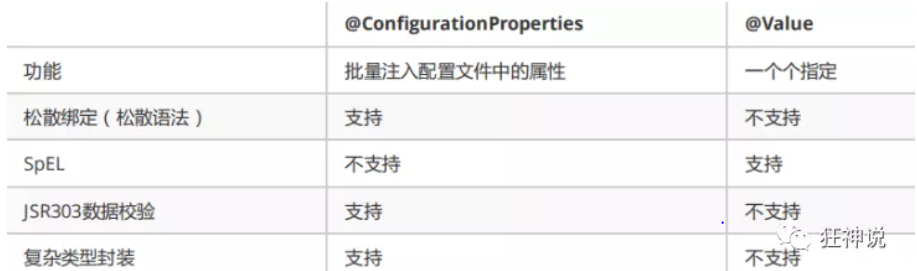 @ConfigurationProperties @Value
功能 批量注入配置文件中的属性 一个个指定
松散绑定（松散语法） 支持 不支持
SpEL 不支持 支持
JSR303数据校验 支持 不支持
复杂类型封装 支持 不支持
狂神说